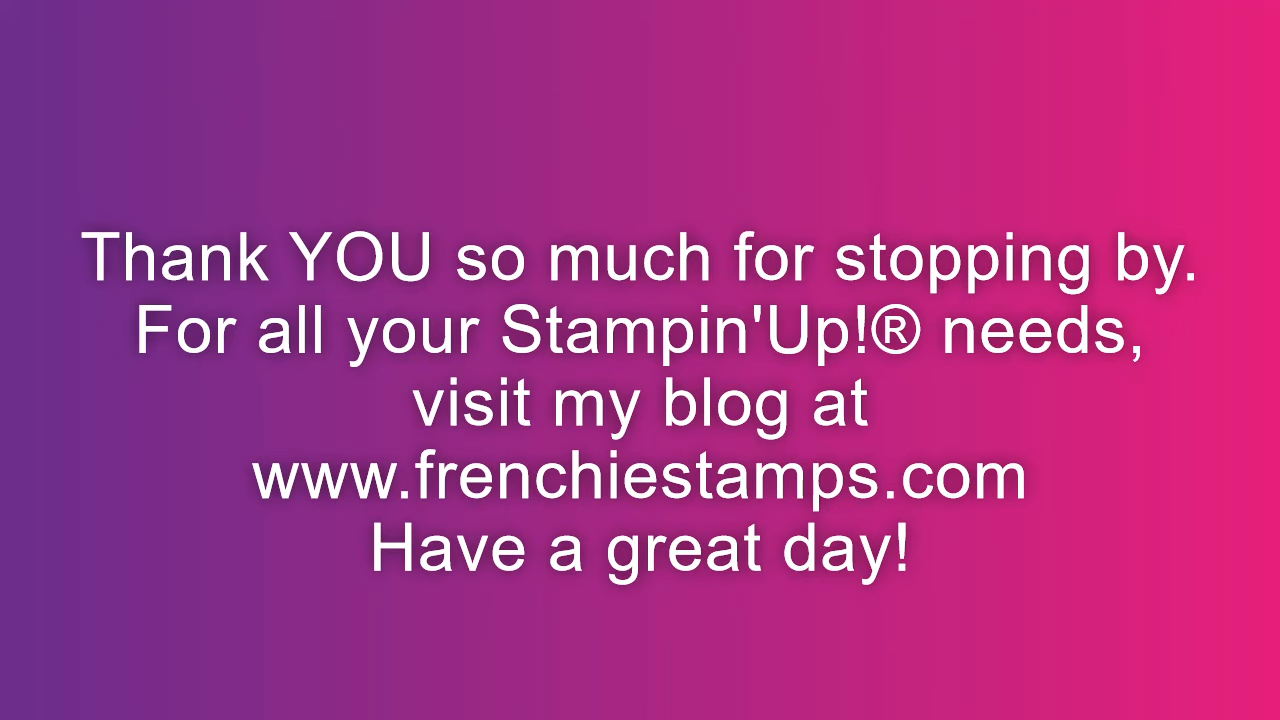 Thank YOU so much for stopping by.
For all your Stampin'Up!® needs,
visit my blog at
www.frenchiestamps.com
Have a great day!